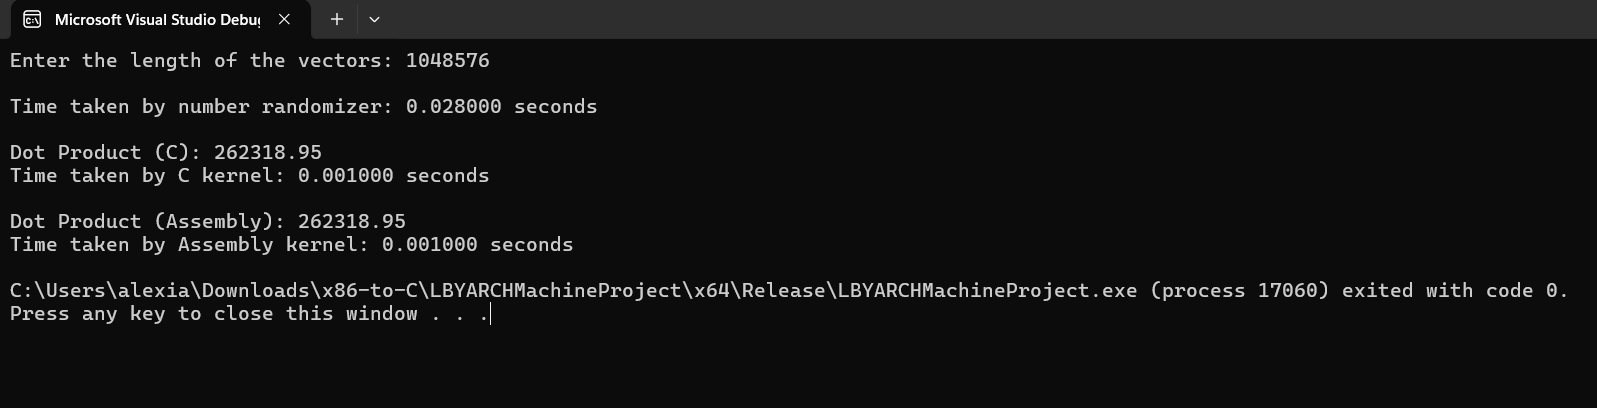 Microsoft Visual Studio Debu
Enter the length of the vectors: 1048576
Time taken by number randomizer: 0.028000 seconds
Dot Product (C): 262318.95
Time taken by C kernel: 0.001000 seconds
Dot Product (Assembly): 262318.95
Time taken by Assembly kernel: 0.001000 seconds
C:\Users\alexia\Downloads\x86-to-C\LBYARCHMachineProject\x64\Release\LBYARCHMachineProject.exe (process 17060) exited with code 0.
Press any key to close this window . . .